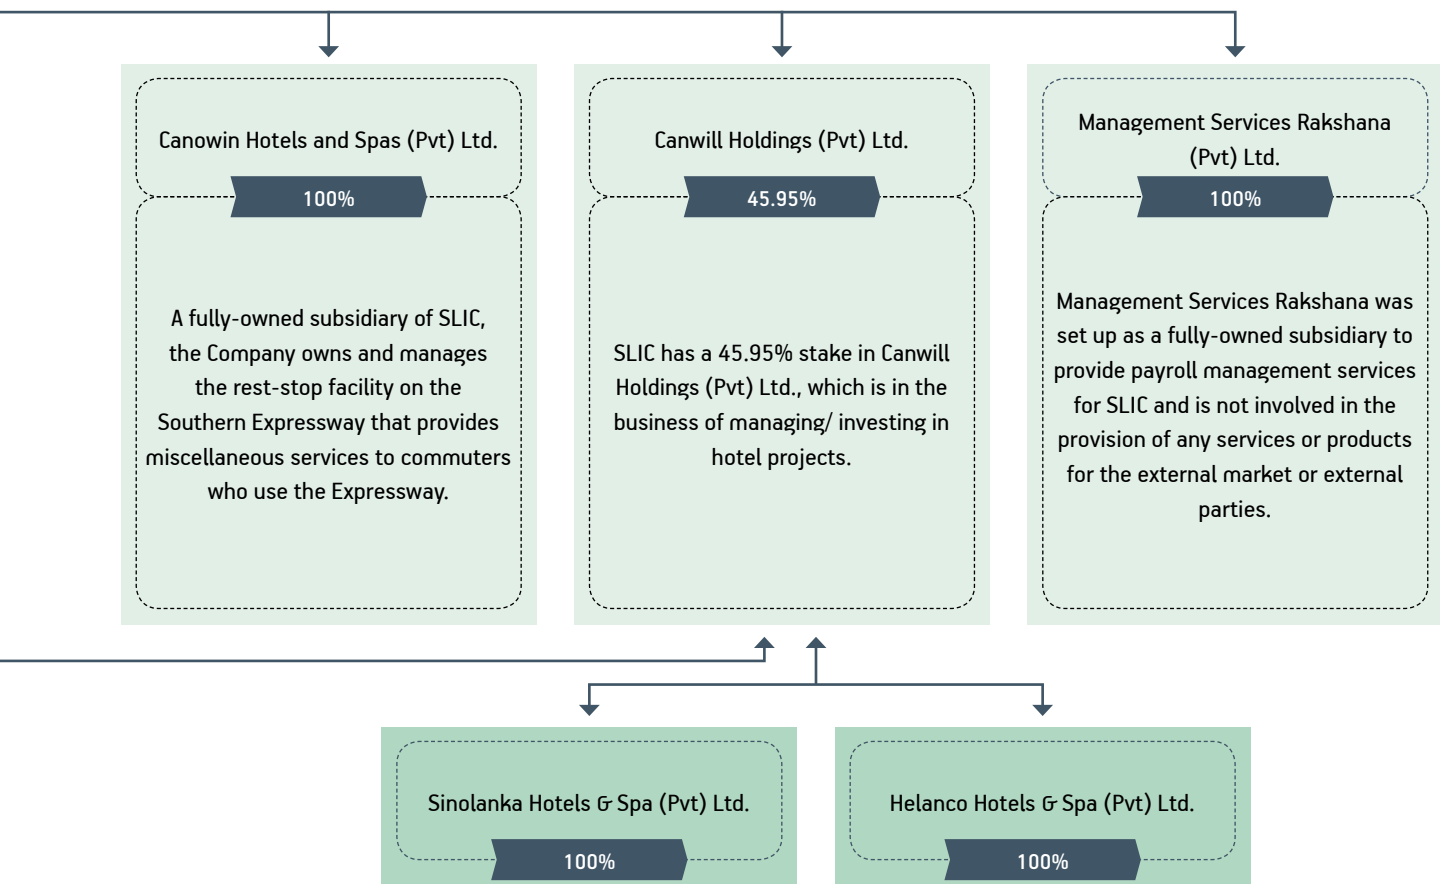 Canowin Hotels and Spas (Pvt) Ltd.
100%
A fully-owned subsidiary of SLIC,
the Company owns and manages
the rest-stop facility on the
Southern Expressway that provides
miscellaneous services to commuters
who use the Expressway.
Canwill Holdings (Pvt) Ltd.
45.95%
SLIC has a 45.95% stake in Canwill
Holdings (Pvt) Ltd., which is in the
business of managing/ investing in
hotel projects.
Management Services Rakshana
(Pvt) Ltd.
100%
Management Services Rakshana was
set up as a fully-owned subsidiary to
provide payroll management services
for SLIC and is not involved in the
provision of any services or products
for the external market or external
parties.
Sinolanka Hotels & Spa (Pvt) Ltd.
100%
Helanco Hotels & Spa (Pvt) Ltd.
100%